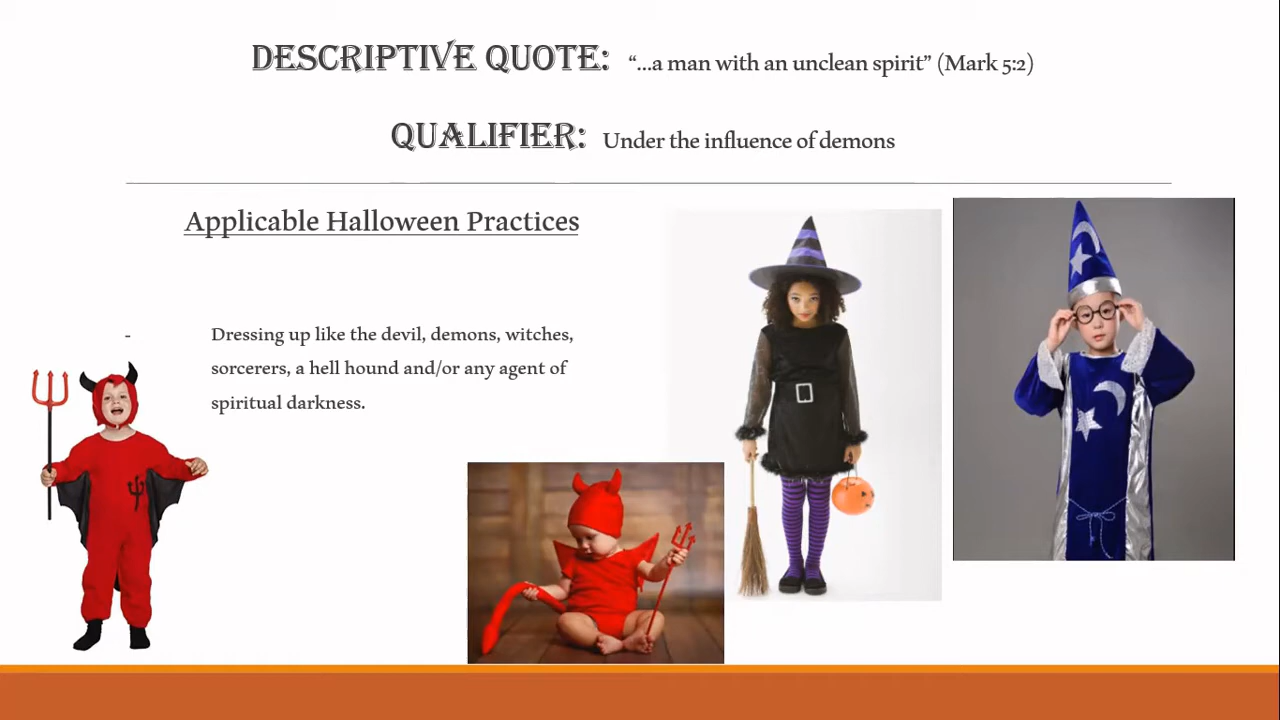 DESCRIPTIVE QUOTE: “...a man with an unclean spirit” (Mark 5:2)
QUALIFIER: Under the influence of demons
Applicable Halloween Practices
- Dressing up like the devil, demons, witches,
sorcerers, a hell hound and/or any agent of
spiritual darkness.